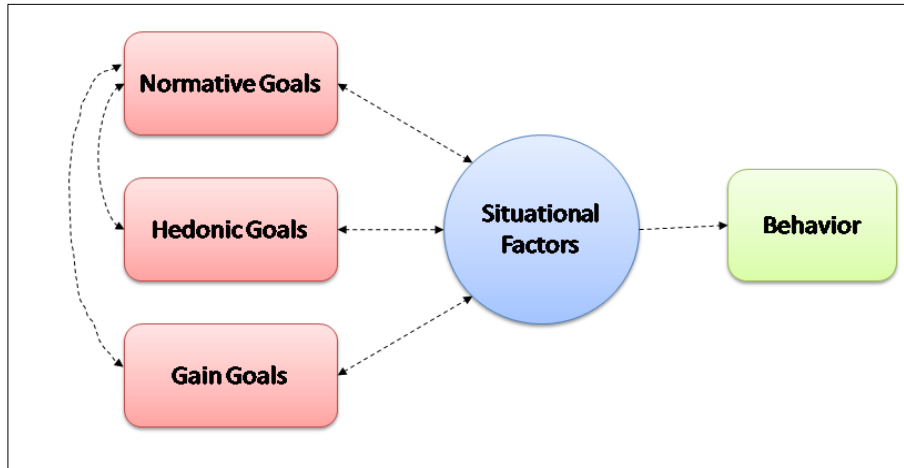 Normative Goals
Hedonic Goals
Gain Goals
Situational
Factors
Behavior